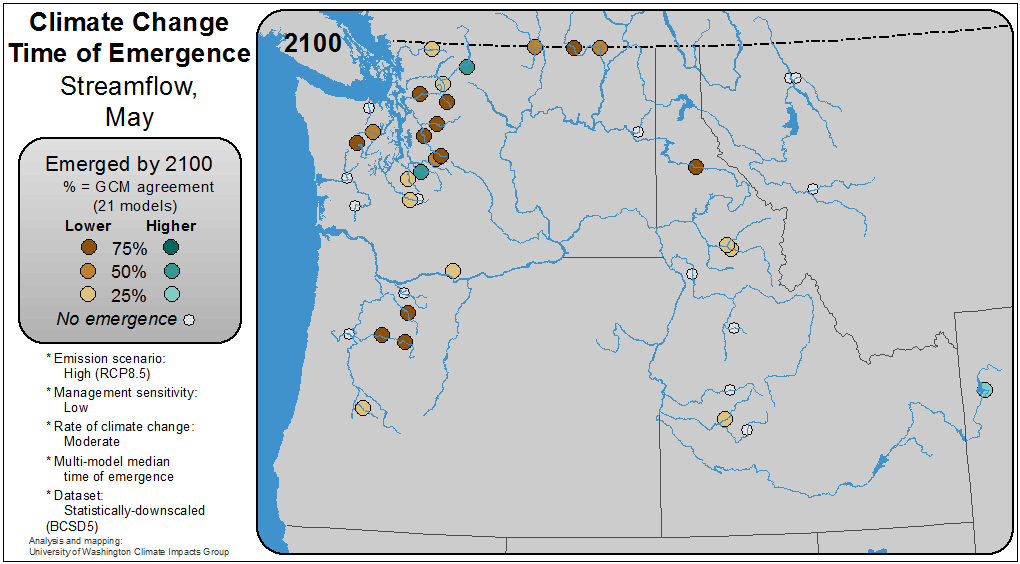 Climate Change
Time of Emergence
Streamflow,
May
2100
Emerged by 2100
% = GCM agreement
(21 models)
Lower Higher
75%
50%
25%
No emergence
* Emission scenario:
High (RCP8.5)
* Management sensitivity:
Low
* Rate of climate change:
Moderate
* Multi-model median
time of emergence
* Dataset:
Statistically-downscaled
(BCSD5)
Analysis and mapping:
University of Washington Climate Impacts Group